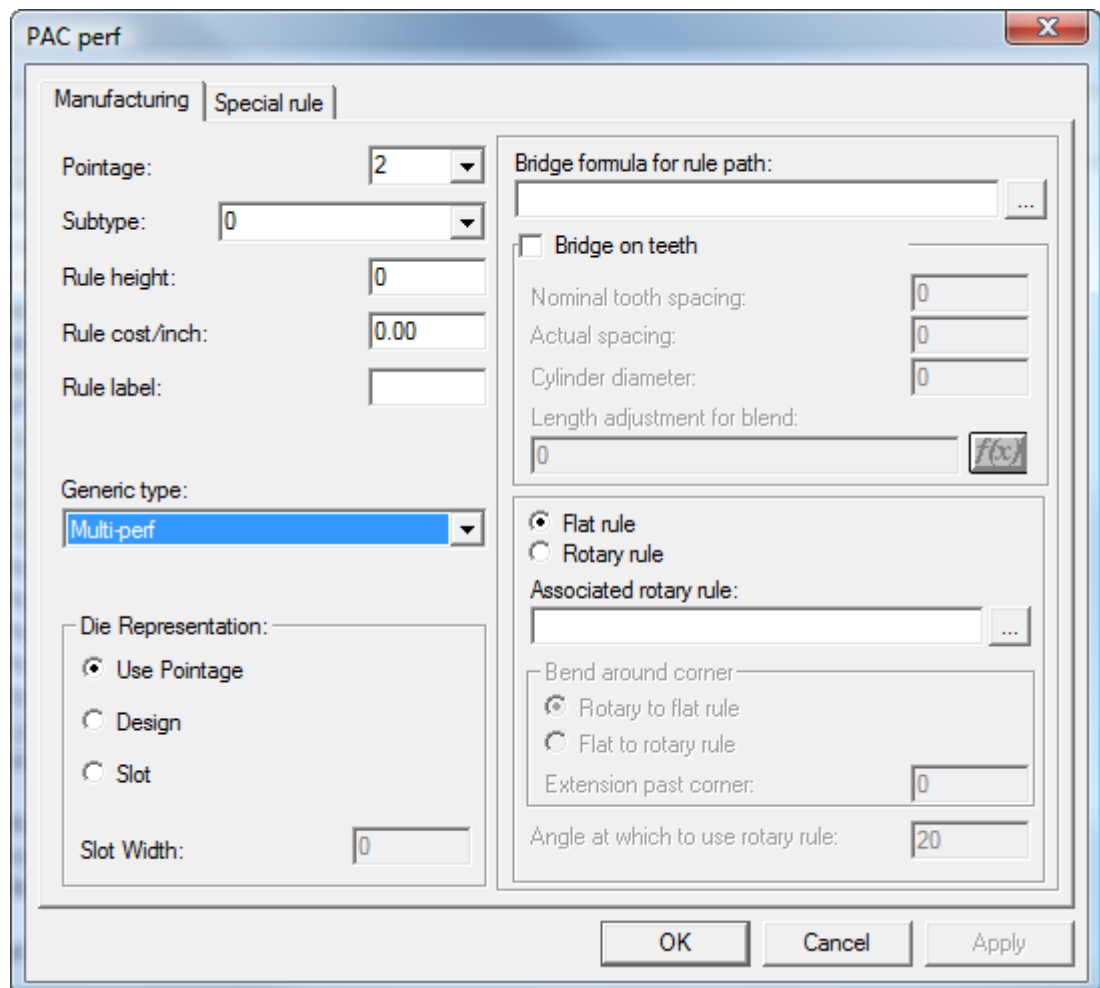 PAC perf
Manufacturing
Special rule
Pointage: 2
Subtype: 0
Rule height: 0
Rule cost/inch: 0.00
Rule label:
Generic type:
Multi-perf
Die Representation:
Use Pointage
Design
Slot
Slot Width: 0
Bridge formula for rule path:
...
Bridge on teeth
Nominal tooth spacing: 0
Actual spacing: 0
Cylinder diameter: 0
Length adjustment for blend:
0 f(x)
Flat rule
Rotary rule
Associated rotary rule:
...
Bend around corner
Rotary to flat rule
Flat to rotary rule
Extension past corner: 0
Angle at which to use rotary rule: 20
OK Cancel Apply